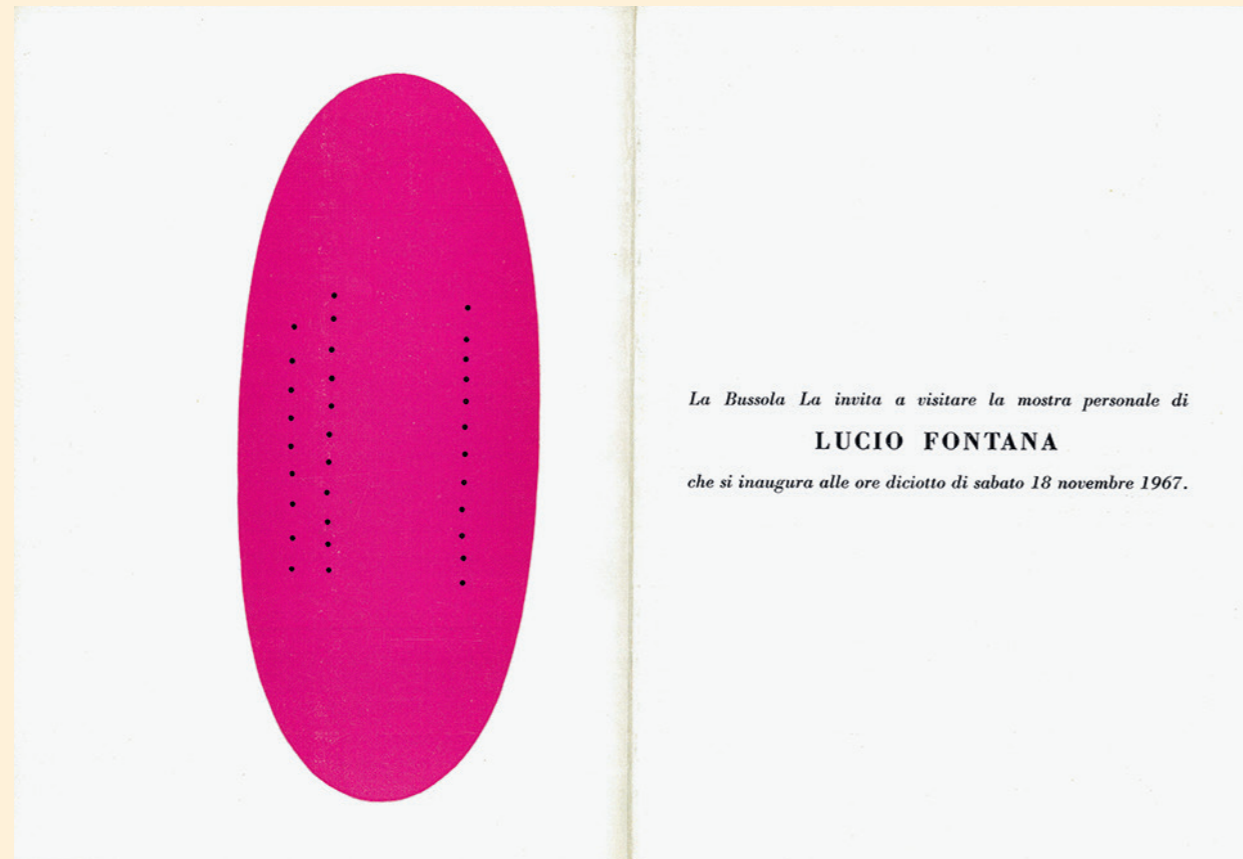 La Bussola La invita a visitare la mostra personale di
LUCIO FONTANA
che si inaugura alle ore diciotto di sabato 18 novembre 1967.